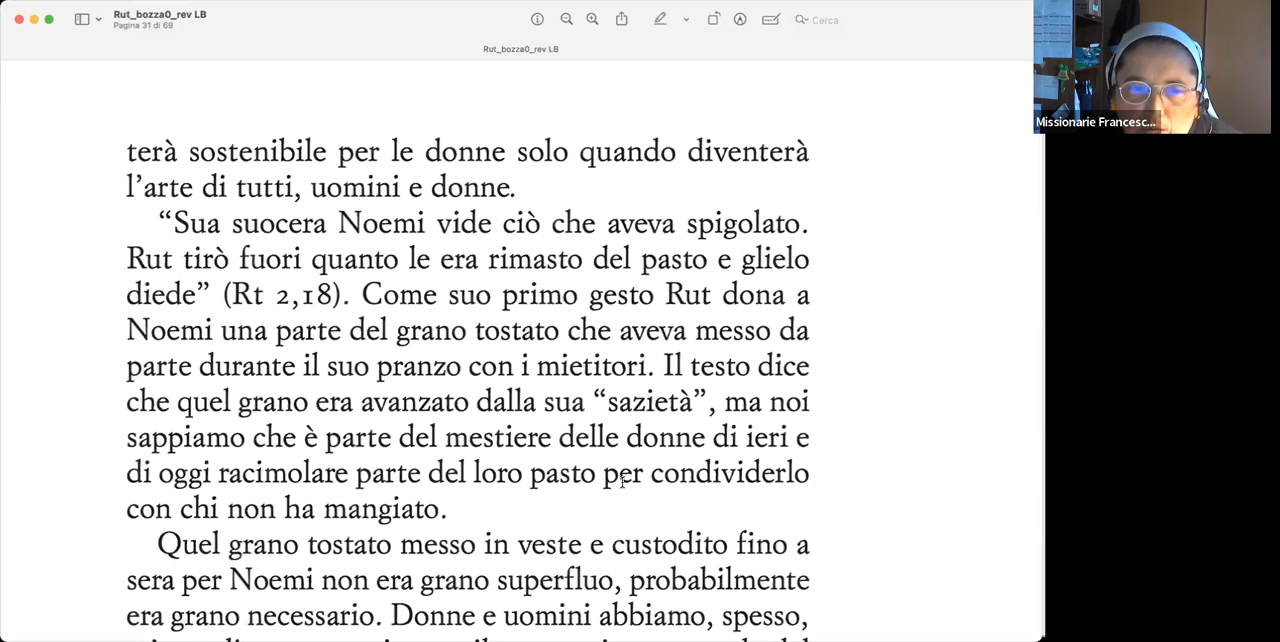 Rut_bozza0_rev LB
Pagina 31 di 69
Cerca
Rut_bozza0_rev LB
Missionarie Francesc...
terà sostenibile per le donne solo quando diventerà
l’arte di tutti, uomini e donne.
“Sua suocera Noemi vide ciò che aveva spigolato.
Rut tirò fuori quanto le era rimasto del pasto e glielo
diede” (Rt 2,18). Come suo primo gesto Rut dona a
Noemi una parte del grano tostato che aveva messo da
parte durante il suo pranzo con i mietitori. Il testo dice
che quel grano era avanzato dalla sua “sazietà”, ma noi
sappiamo che è parte del mestiere delle donne di ieri e
di oggi racimolare parte del loro pasto per condividerlo
con chi non ha mangiato.
Quel grano tostato messo in veste e custodito fino a
sera per Noemi non era grano superfluo, probabilmente
era grano necessario. Donne e uomini abbiamo, spesso,